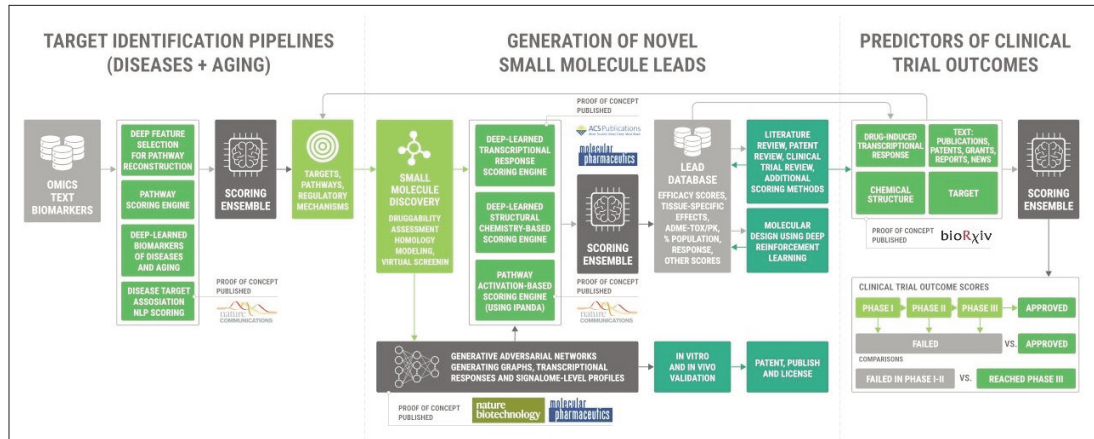 TARGET IDENTIFICATION PIPELINES
(DISEASES + AGING)
GENERATION OF NOVEL
SMALL MOLECULE LEADS
PREDICTORS OF CLINICAL
TRIAL OUTCOMES
OMICS
TEXT
BIOMARKERS
DEEP FEATURE
SELECTION
FOR PATHWAY
RECONSTRUCTION
PATHWAY
SCORING ENGINE
DEEP-LEARNED
BIOMARKERS
OF DISEASES
AND AGING
DISEASE TARGET
ASSOSIATION
NLP SCORING
PROOF OF CONCEPT
PUBLISHED
nature
COMMUNICATIONS
SCORING
ENSEMBLE
TARGETS,
PATHWAYS,
REGULATORY
MECHANISMS
SMALL
MOLECULE
DISCOVERY
DRUGGABILITY
ASSESSMENT
HOMOLOGY
MODELING,
VIRTUAL SCREENIN
PROOF OF CONCEPT
PUBLISHED
ACS Publications
molecular
pharmaceutics
DEEP-LEARNED
TRANSCRIPTIONAL
RESPONSE
SCORING ENGINE
DEEP-LEARNED
STRUCTURAL
CHEMISTRY-BASED
SCORING ENGINE
PATHWAY
ACTIVATION-BASED
SCORING ENGINE
(USING IPANDA)
PROOF OF CONCEPT
PUBLISHED
nature
COMMUNICATIONS
SCORING
ENSEMBLE
LEAD
DATABASE
EFFICACY SCORES,
TISSUE-SPECIFIC
EFFECTS,
ADME-TOX/PK,
% POPULATION,
RESPONSE,
OTHER SCORES
LITERATURE
REVIEW, PATENT
REVIEW, CLINICAL
TRIAL REVIEW,
ADDITIONAL
SCORING METHODS
MOLECULAR
DESIGN USING DEEP
REINFORCEMENT
LEARNING
GENERATIVE ADVERSARIAL NETWORKS
GENERATING GRAPHS, TRANSCRIPTIONAL
RESPONSES AND SIGNALOME-LEVEL PROFILES
PROOF OF CONCEPT
PUBLISHED
nature
biotechnology
molecular
pharmaceutics
IN VITRO
AND IN VIVO
VALIDATION
PATENT, PUBLISH
AND LICENSE
DRUG-INDUCED
TRANSCRIPTIONAL
RESPONSE
TEXT:
PUBLICATIONS,
PATENTS, GRANTS,
REPORTS, NEWS
CHEMICAL
STRUCTURE
TARGET
PROOF OF CONCEPT
PUBLISHED
bioRχiv
SCORING
ENSEMBLE
CLINICAL TRIAL OUTCOME SCORES
PHASE I
PHASE II
PHASE III
APPROVED
FAILED
VS.
APPROVED
COMPARISONS
FAILED IN PHASE I-II
VS.
REACHED PHASE III